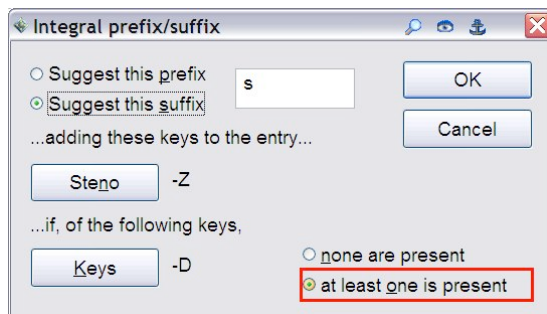 Integral prefix/suffix
Suggest this prefix
s
OK
Suggest this suffix
...adding these keys to the entry...
Cancel
Steno
-Z
...if, of the following keys,
none are present
Keys
-D
at least one is present